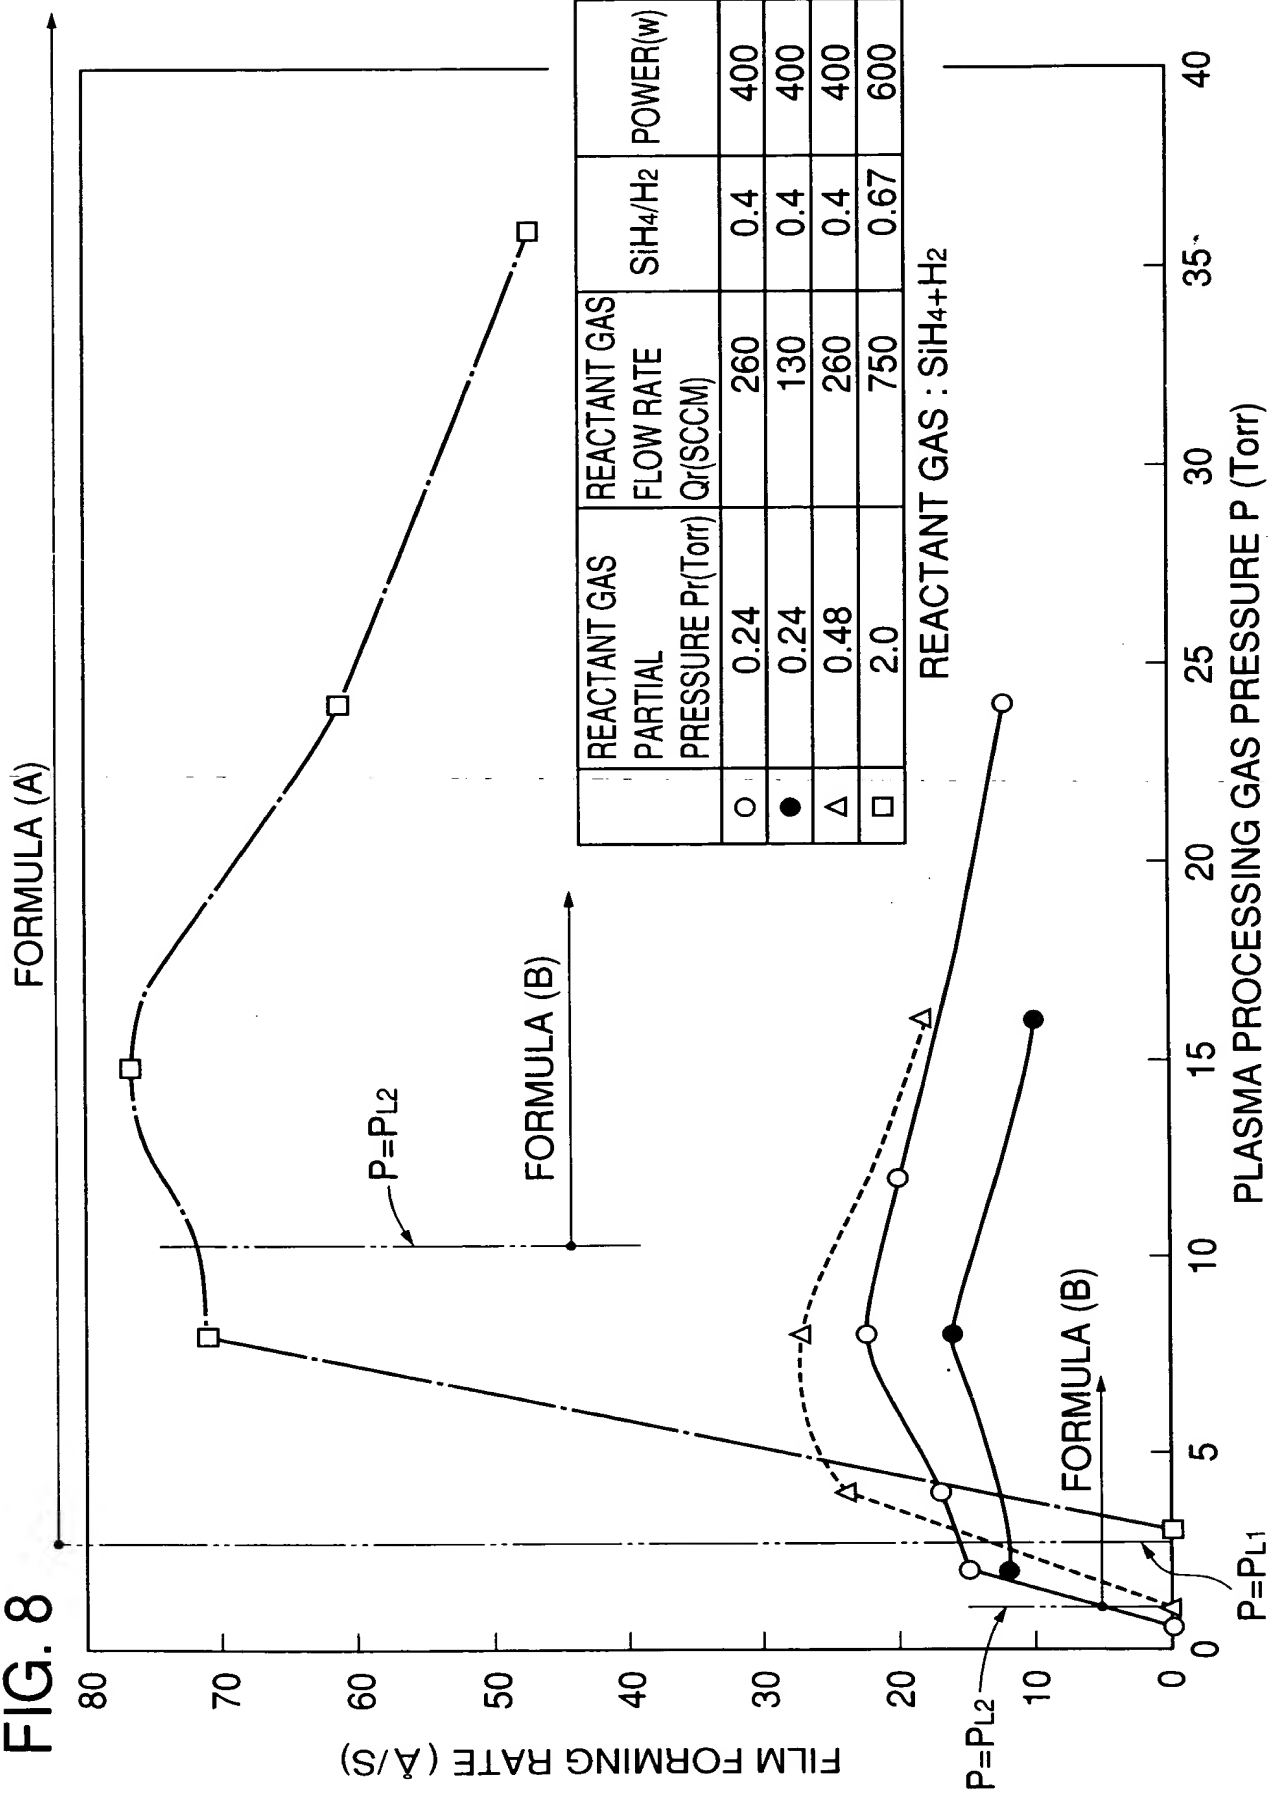 FIG. 8
FORMULA (A)
FILM FORMING RATE (Å/S)
80
70
60
50
40
30
20
10
0
P=PL2
FORMULA (B)
REACTANT GAS PARTIAL PRESSURE Pr(Torr) REACTANT GAS FLOW RATE Qr(SCCM) SiH4/H2 POWER(w)
○ 0.24 260 0.4 400
● 0.24 130 0.4 400
△ 0.48 260 0.4 400
□ 2.0 750 0.67 600
REACTANT GAS : SiH4+H2
FORMULA (B)
P=PL2
P=PL1
0 5 10 15 20 25 30 35 40
PLASMA PROCESSING GAS PRESSURE P (Torr)